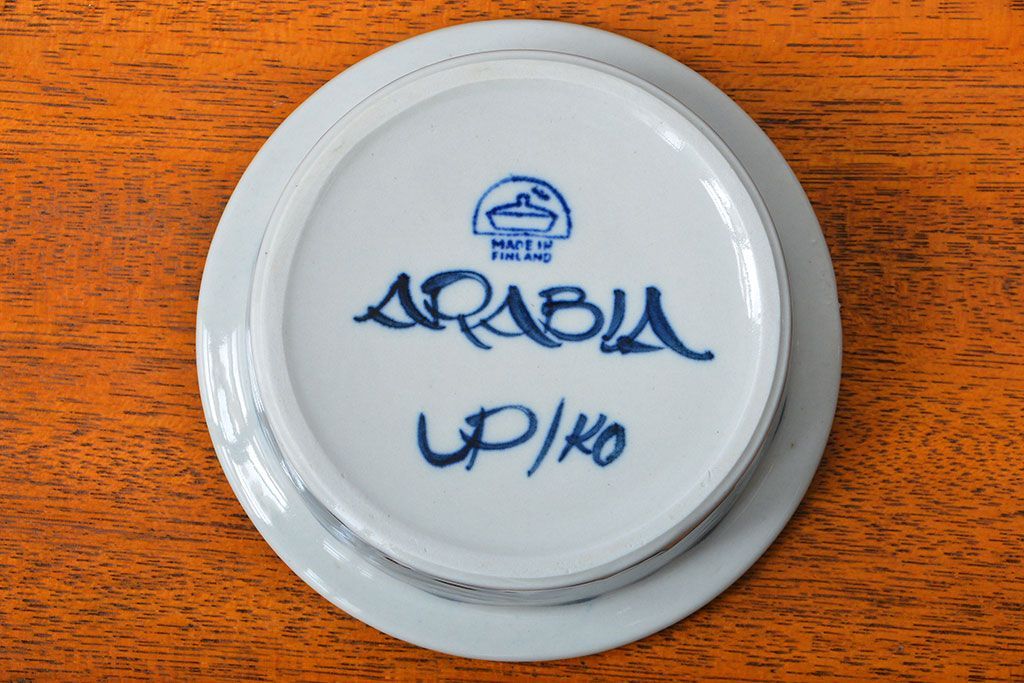 MADE IN
FINLAND
ARABIA
UP/KO